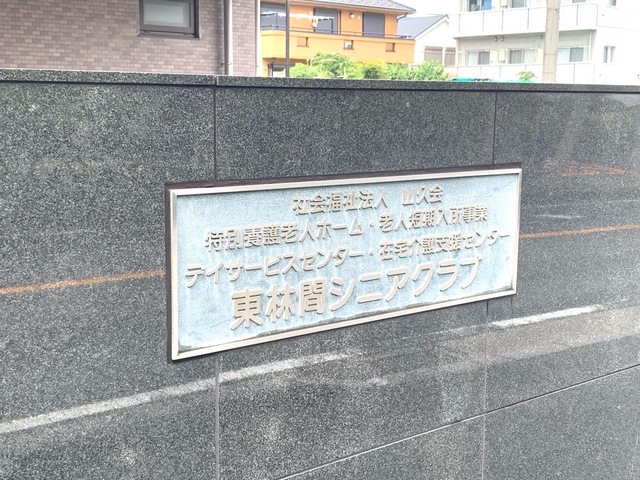 社会福祉法人 山久会
特別養護老人ホーム・老人短期入所事業
デイサービスセンター・在宅介護支援センター
東林間シニアクラブ